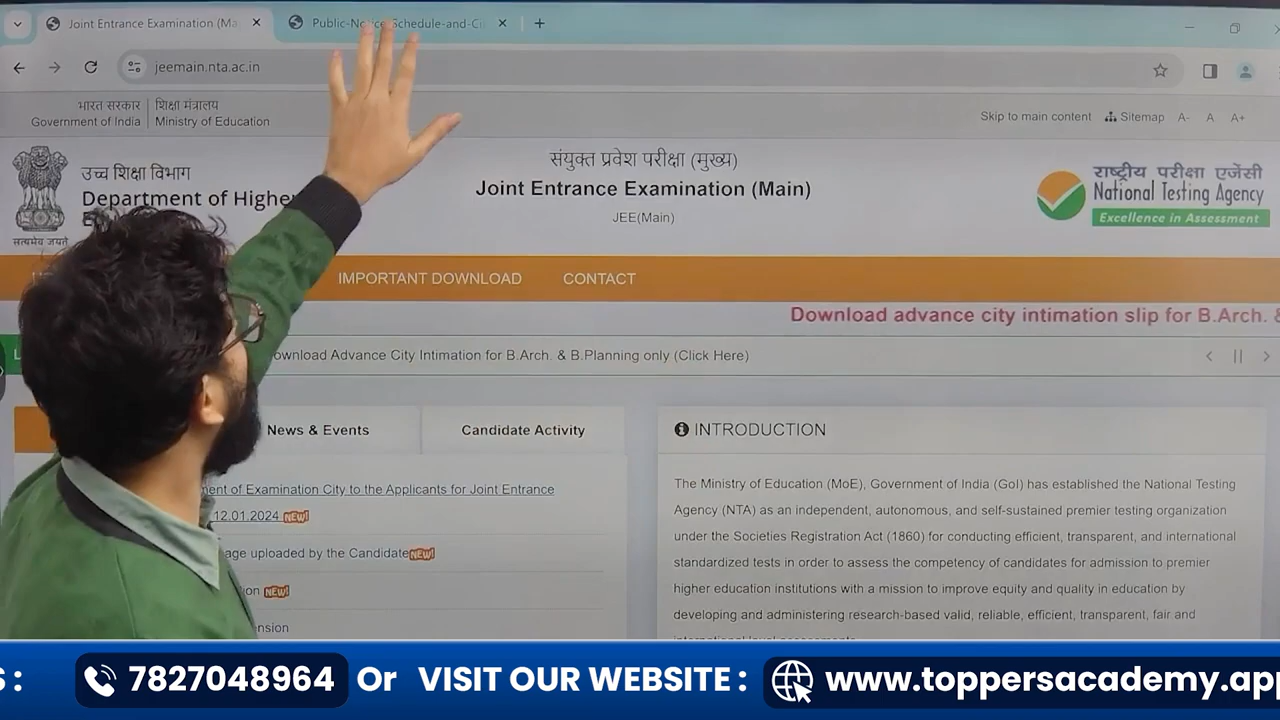 Joint Entrance Examination (Ma
Public-Notice Schedule-and-Ci
jeemain.nta.ac.in
भारत सरकार
Government of India
शिक्षा मंत्रालय
Ministry of Education
Skip to main content
Sitemap
A-
A
A+
सत्यमेव जयते
उच्च शिक्षा विभाग
Department of Highe
संयुक्त प्रवेश परीक्षा (मुख्य)
Joint Entrance Examination (Main)
JEE(Main)
राष्ट्रीय परीक्षा एजेंसी
National Testing Agency
Excellence in Assessment
IMPORTANT DOWNLOAD
CONTACT
Download advance city intimation slip for B.Arch. &
ownload Advance City Intimation for B.Arch. & B.Planning only (Click Here)
News & Events
Candidate Activity
ment of Examination City to the Applicants for Joint Entrance
12.01.2024 NEW!
age uploaded by the Candidate NEW!
on NEW!
nsion
INTRODUCTION
The Ministry of Education (MoE), Government of India (GoI) has established the National Testing
Agency (NTA) as an independent, autonomous, and self-sustained premier testing organization
under the Societies Registration Act (1860) for conducting efficient, transparent, and international
standardized tests in order to assess the competency of candidates for admission to premier
higher education institutions with a mission to improve equity and quality in education by
developing and administering research-based valid, reliable, efficient, transparent, fair and
international level assessments.
S : 7827048964 Or VISIT OUR WEBSITE : www.toppersacademy.app